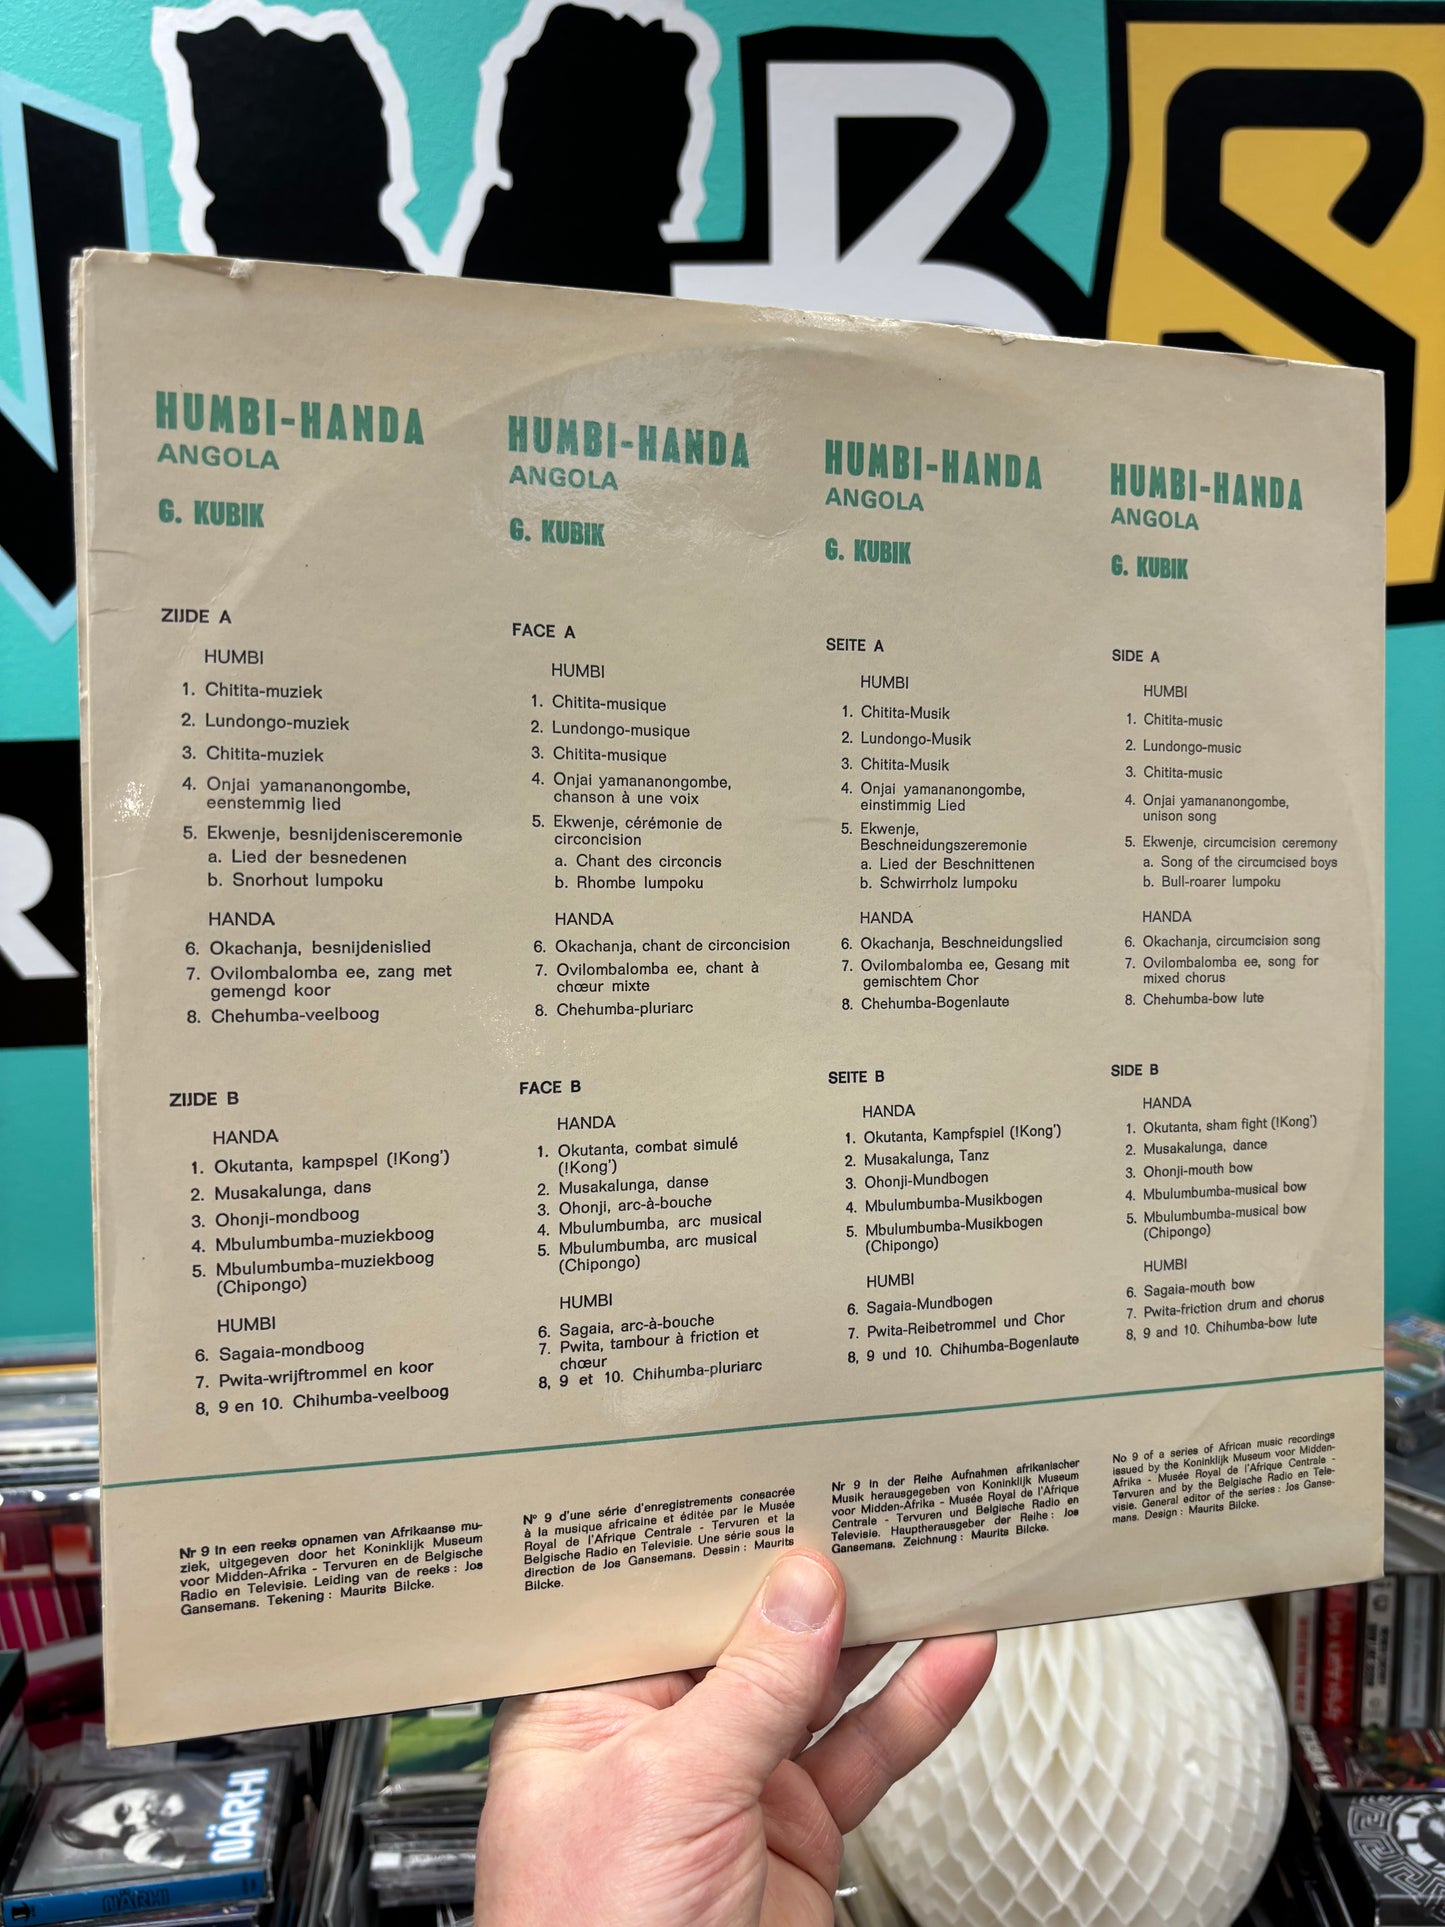 VBS
R
HUMBI-HANDA
ANGOLA
G. KUBIK
ZIJDE A
HUMBI
1. Chitita-muziek
2. Lundongo-muziek
3. Chitita-muziek
4. Onjai yamananongombe,
eenstemmig lied
5. Ekwenje, besnijdenisceremonie
a. Lied der besnedenen
b. Snorhout lumpoku
HANDA
6. Okachanja, besnijdenislied
7. Ovilombalomba ee, zang met
gemengd koor
8. Chehumba-veelboog
ZIJDE B
HANDA
1. Okutanta, kampspel (!Kong')
2. Musakalunga, dans
3. Ohonji-mondboog
4. Mbulumbumba-muziekboog
5. Mbulumbumba-muziekboog
(Chipongo)
HUMBI
6. Sagaia-mondboog
7. Pwita-wrijftrommel en koor
8, 9 en 10. Chihumba-veelboog
Nr 9 in een reeks opnamen van Afrikaanse mu-
ziek, uitgegeven door het Koninklijk Museum
voor Midden-Afrika - Tervuren en de Belgische
Radio en Televisie. Leiding van de reeks : Jos
Gansemans. Tekening : Maurits Bilcke.
HUMBI-HANDA
ANGOLA
G. KUBIK
FACE A
HUMBI
1. Chitita-musique
2. Lundongo-musique
3. Chitita-musique
4. Onjai yamananongombe,
chanson à une voix
5. Ekwenje, cérémonie de
circoncision
a. Chant des circoncis
b. Rhombe lumpoku
HANDA
6. Okachanja, chant de circoncision
7. Ovilombalomba ee, chant à
chœur mixte
8. Chehumba-pluriarc
FACE B
HANDA
1. Okutanta, combat simulé
(!Kong')
2. Musakalunga, danse
3. Ohonji, arc-à-bouche
4. Mbulumbumba, arc musical
5. Mbulumbumba, arc musical
(Chipongo)
HUMBI
6. Sagaia, arc-à-bouche
7. Pwita, tambour à friction et
chœur
8, 9 et 10. Chihumba-pluriarc
N° 9 d'une série d'enregistrements consacrée
à la musique africaine et éditée par le Musée
Royal de l'Afrique Centrale - Tervuren et la
Belgische Radio en Televisie. Une série sous la
direction de Jos Gansemans. Dessin : Maurits
Bilcke.
HUMBI-HANDA
ANGOLA
G. KUBIK
SEITE A
HUMBI
1. Chitita-Musik
2. Lundongo-Musik
3. Chitita-Musik
4. Onjai yamananongombe,
einstimmig Lied
5. Ekwenje,
Beschneidungszeremonie
a. Lied der Beschnittenen
b. Schwirrholz lumpoku
HANDA
6. Okachanja, Beschneidungslied
7. Ovilombalomba ee, Gesang mit
gemischtem Chor
8. Chehumba-Bogenlaute
SEITE B
HANDA
1. Okutanta, Kampfspiel (!Kong')
2. Musakalunga, Tanz
3. Ohonji-Mundbogen
4. Mbulumbumba-Musikbogen
5. Mbulumbumba-Musikbogen
(Chipongo)
HUMBI
6. Sagaia-Mundbogen
7. Pwita-Reibetrommel und Chor
8, 9 und 10. Chihumba-Bogenlaute
Nr 9 in der Reihe Aufnahmen afrikanischer
Musik herausgegeben von Koninklijk Museum
voor Midden-Afrika - Musée Royal de l'Afrique
Centrale - Tervuren und Belgische Radio en
Televisie. Hauptherausgeber der Reihe : Jos
Gansemans. Zeichnung : Maurits Bilcke.
HUMBI-HANDA
ANGOLA
G. KUBIK
SIDE A
HUMBI
1. Chitita-music
2. Lundongo-music
3. Chitita-music
4. Onjai yamananongombe,
unison song
5. Ekwenje, circumcision ceremony
a. Song of the circumcised boys
b. Bull-roarer lumpoku
HANDA
6. Okachanja, circumcision song
7. Ovilombalomba ee, song for
mixed chorus
8. Chehumba-bow lute
SIDE B
HANDA
1. Okutanta, sham fight (!Kong')
2. Musakalunga, dance
3. Ohonji-mouth bow
4. Mbulumbumba-musical bow
5. Mbulumbumba-musical bow
(Chipongo)
HUMBI
6. Sagaia-mouth bow
7. Pwita-friction drum and chorus
8, 9 and 10. Chihumba-bow lute
No 9 of a series of African music recordings
issued by the Koninklijk Museum voor Midden-
Afrika - Musée Royal de l'Afrique Centrale -
Tervuren and by the Belgische Radio en Tele-
visie. General editor of the series : Jos Ganse-
mans. Design : Maurits Bilcke.
NÄRHI
NÄRHI